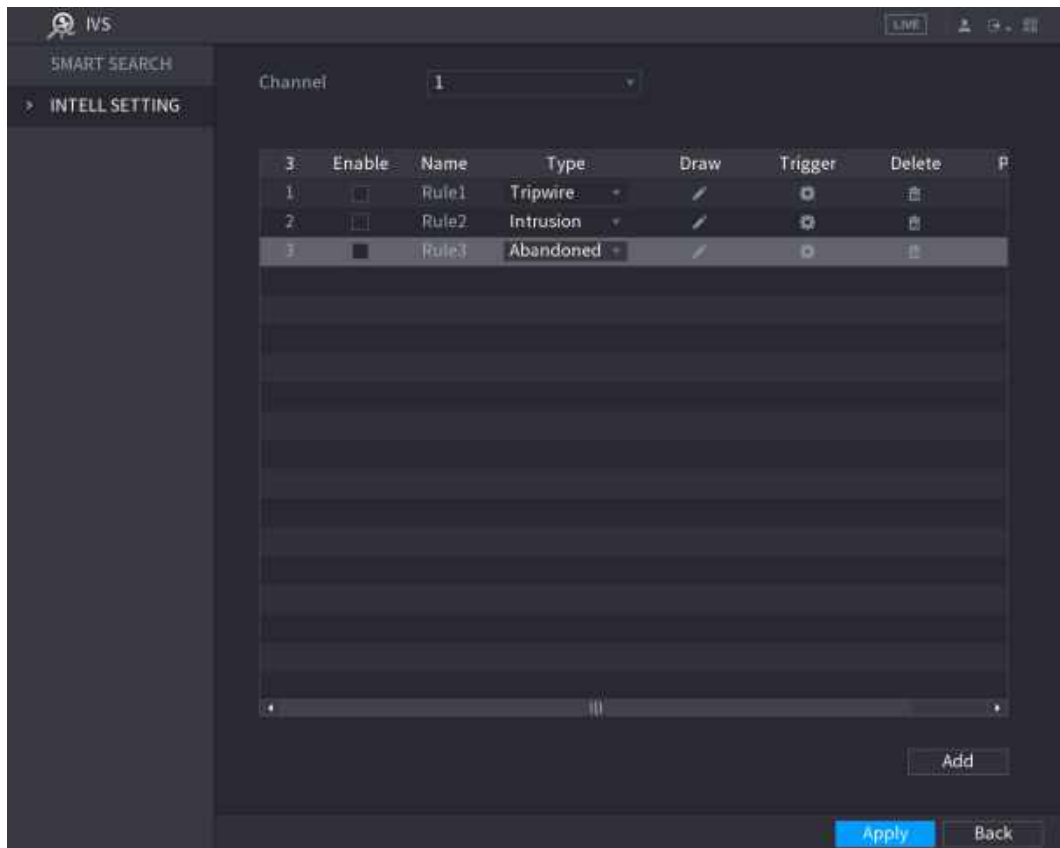 IVS
LIVE
SMART SEARCH
INTELL SETTING
Channel 1
3 Enable Name Type Draw Trigger Delete P
1 Rule1 Tripwire
2 Rule2 Intrusion
3 Rule3 Abandoned
Add
Apply Back